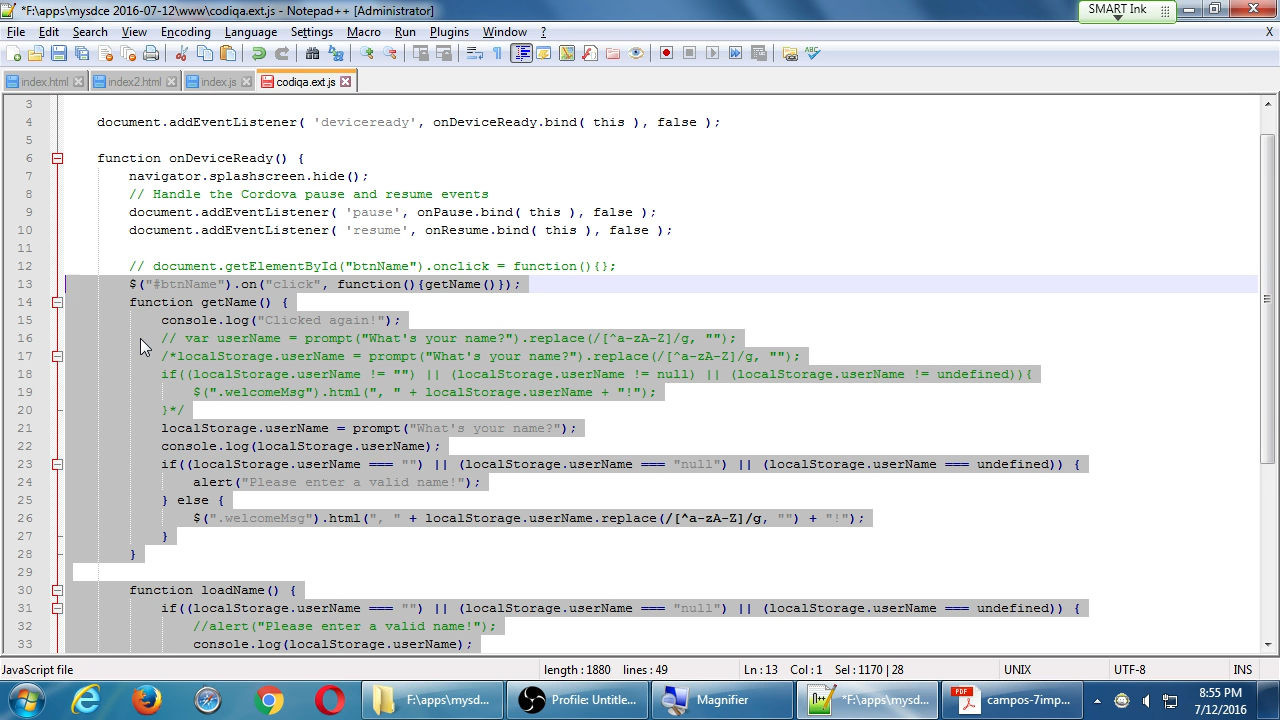 *F:\apps\mysdce 2016-07-12\www\codiqa.ext.js - Notepad++ [Administrator]
SMART Ink
File Edit Search View Encoding Language Settings Macro Run Plugins Window ? X
index.html index2.html index.js codiqa.ext.js
3
4 document.addEventListener( 'deviceready', onDeviceReady.bind( this ), false );
5
6 function onDeviceReady() {
7 navigator.splashscreen.hide();
8 // Handle the Cordova pause and resume events
9 document.addEventListener( 'pause', onPause.bind( this ), false );
10 document.addEventListener( 'resume', onResume.bind( this ), false );
11
12 // document.getElementById("btnName").onclick = function(){};
13 $("#btnName").on("click", function(){getName()});
14 function getName() {
15 console.log("Clicked again!");
16 // var userName = prompt("What's your name?").replace(/[^a-zA-Z]/g, "");
17 /*localStorage.userName = prompt("What's your name?").replace(/[^a-zA-Z]/g, "");
18 if((localStorage.userName != "") || (localStorage.userName != null) || (localStorage.userName != undefined)){
19 $(".welcomeMsg").html(", " + localStorage.userName + "!");
20 }*/
21 localStorage.userName = prompt("What's your name?");
22 console.log(localStorage.userName);
23 if((localStorage.userName === "") || (localStorage.userName === "null") || (localStorage.userName === undefined)) {
24 alert("Please enter a valid name!");
25 } else {
26 $(".welcomeMsg").html(", " + localStorage.userName.replace(/[^a-zA-Z]/g, "") + "!");
27 }
28 }
29
30 function loadName() {
31 if((localStorage.userName === "") || (localStorage.userName === "null") || (localStorage.userName === undefined)) {
32 //alert("Please enter a valid name!");
33 console.log(localStorage.userName);
JavaScript file length : 1880 lines : 49 Ln : 13 Col : 1 Sel : 1170 | 28 UNIX UTF-8 INS
F:\apps\mysd... Profile: Untitle... Magnifier *F:\apps\mysd... campos-7imp... 8:55 PM
7/12/2016